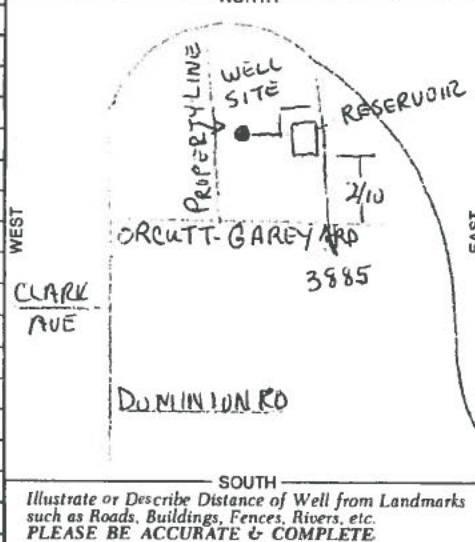 NORTH
PROPERTY LINE
WELL
SITE
RESERVOIR
2/10
WEST
EAST
ORCUTT-GAREY RD
3885
CLARK
AVE
DOMINION RD
SOUTH
Illustrate or Describe Distance of Well from Landmarks
such as Roads, Buildings, Fences, Rivers, etc.
PLEASE BE ACCURATE & COMPLETE